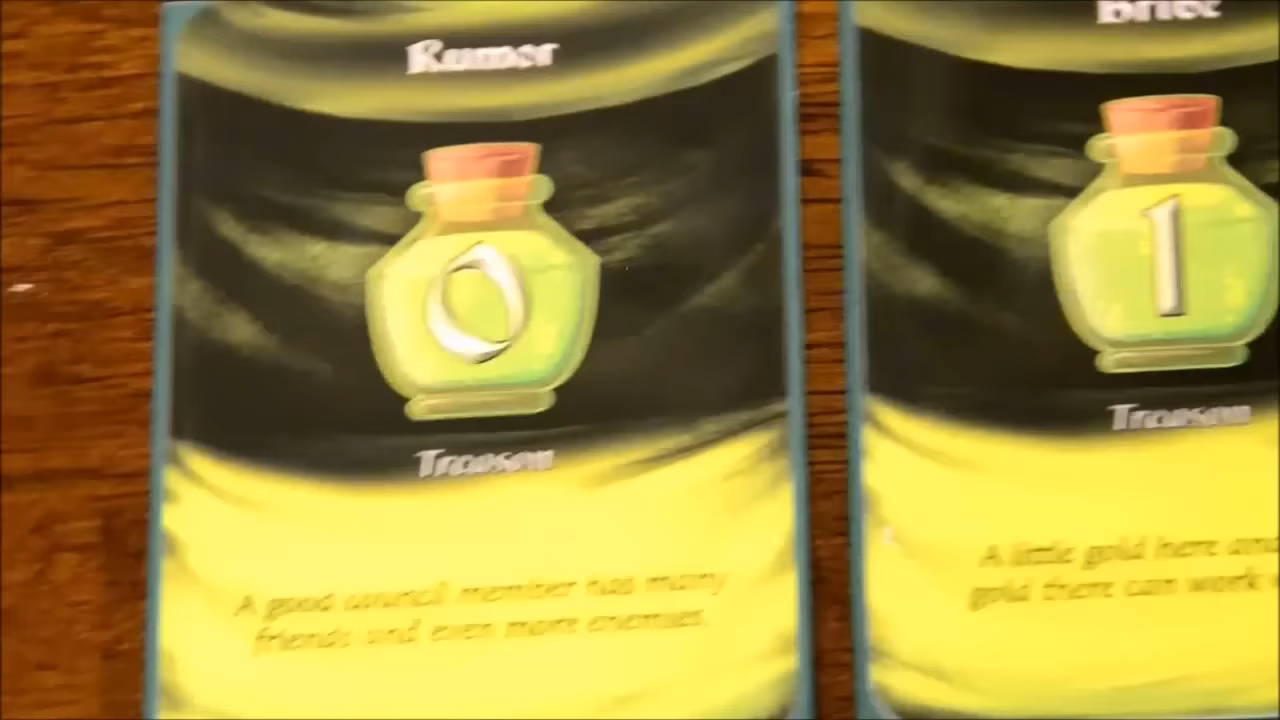 Rumor
0
Treason
A good council member has many
friends and even more enemies.
Bribe
1
Treason
A little gold here and
gold there can work